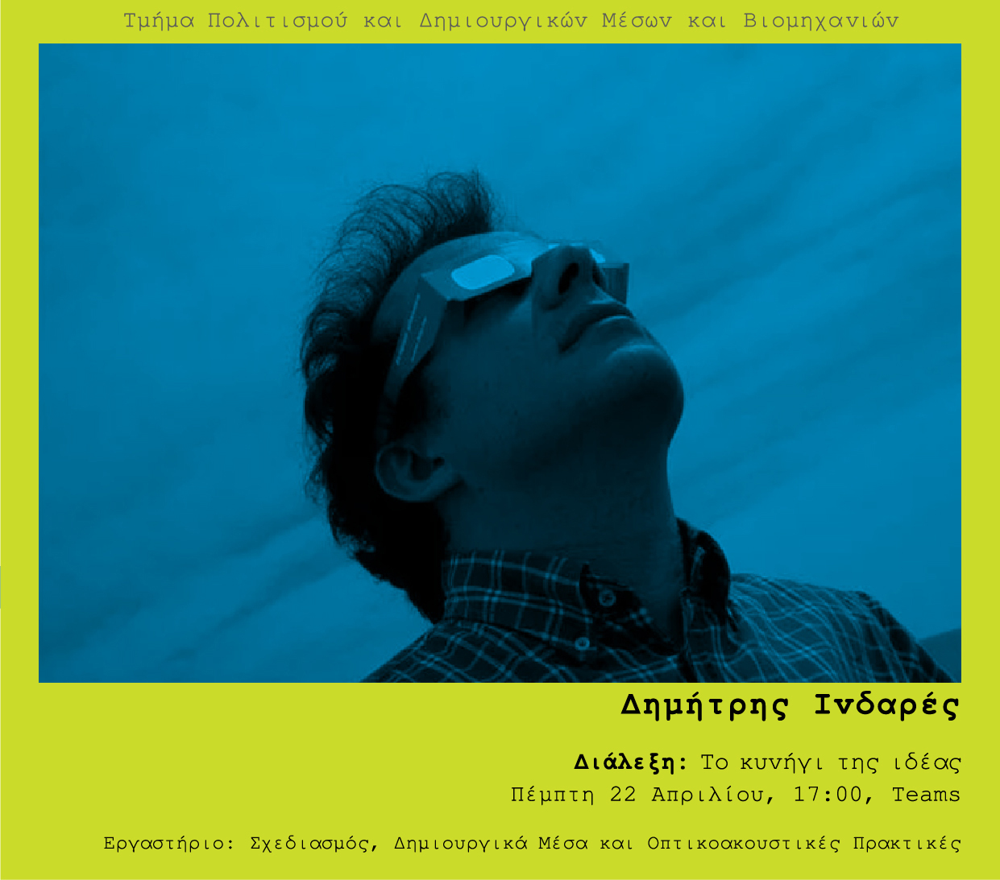 Τμήμα Πολιτισμού και Δημιουργικών Μέσων και Βιομηχανιών
Δημήτρης Ινδαρές
Διάλεξη: Το κυνήγι της ιδέας
Πέμπτη 22 Απριλίου, 17:00, Teams
Εργαστήριο: Σχεδιασμός, Δημιουργικά Μέσα και Οπτικοακουστικές Πρακτικές